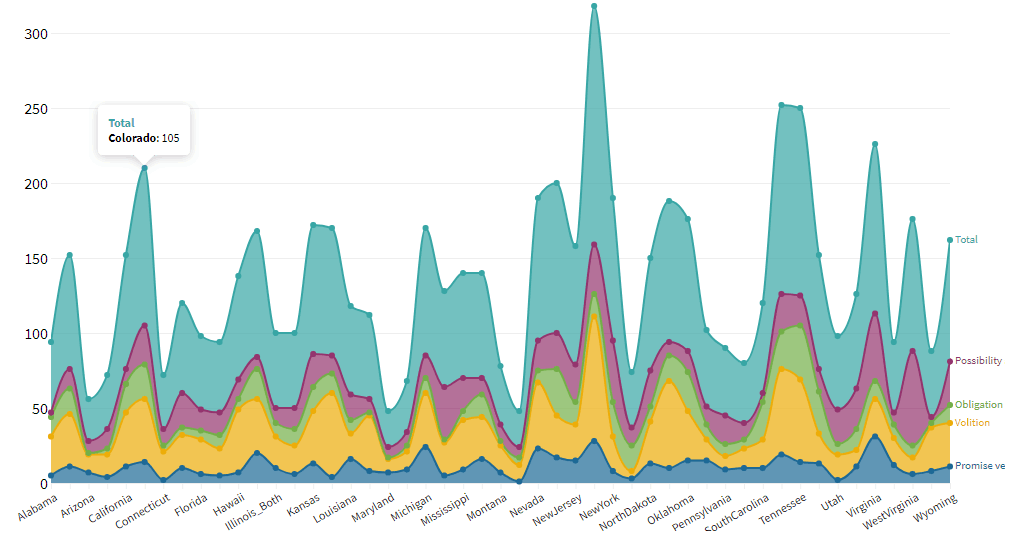 300
250
Total
Colorado: 105
200
150
Total
100
Possibility
50
Obligation
Volition
Promise ve
0
Alabama
Arizona
California
Connecticut
Florida
Hawaii
Illinois_Both
Kansas
Louisiana
Maryland
Michigan
Mississippi
Montana
Nevada
NewJersey
NewYork
NorthDakota
Oklahoma
Pennsylvania
SouthCarolina
Tennessee
Utah
Virginia
WestVirginia
Wyoming